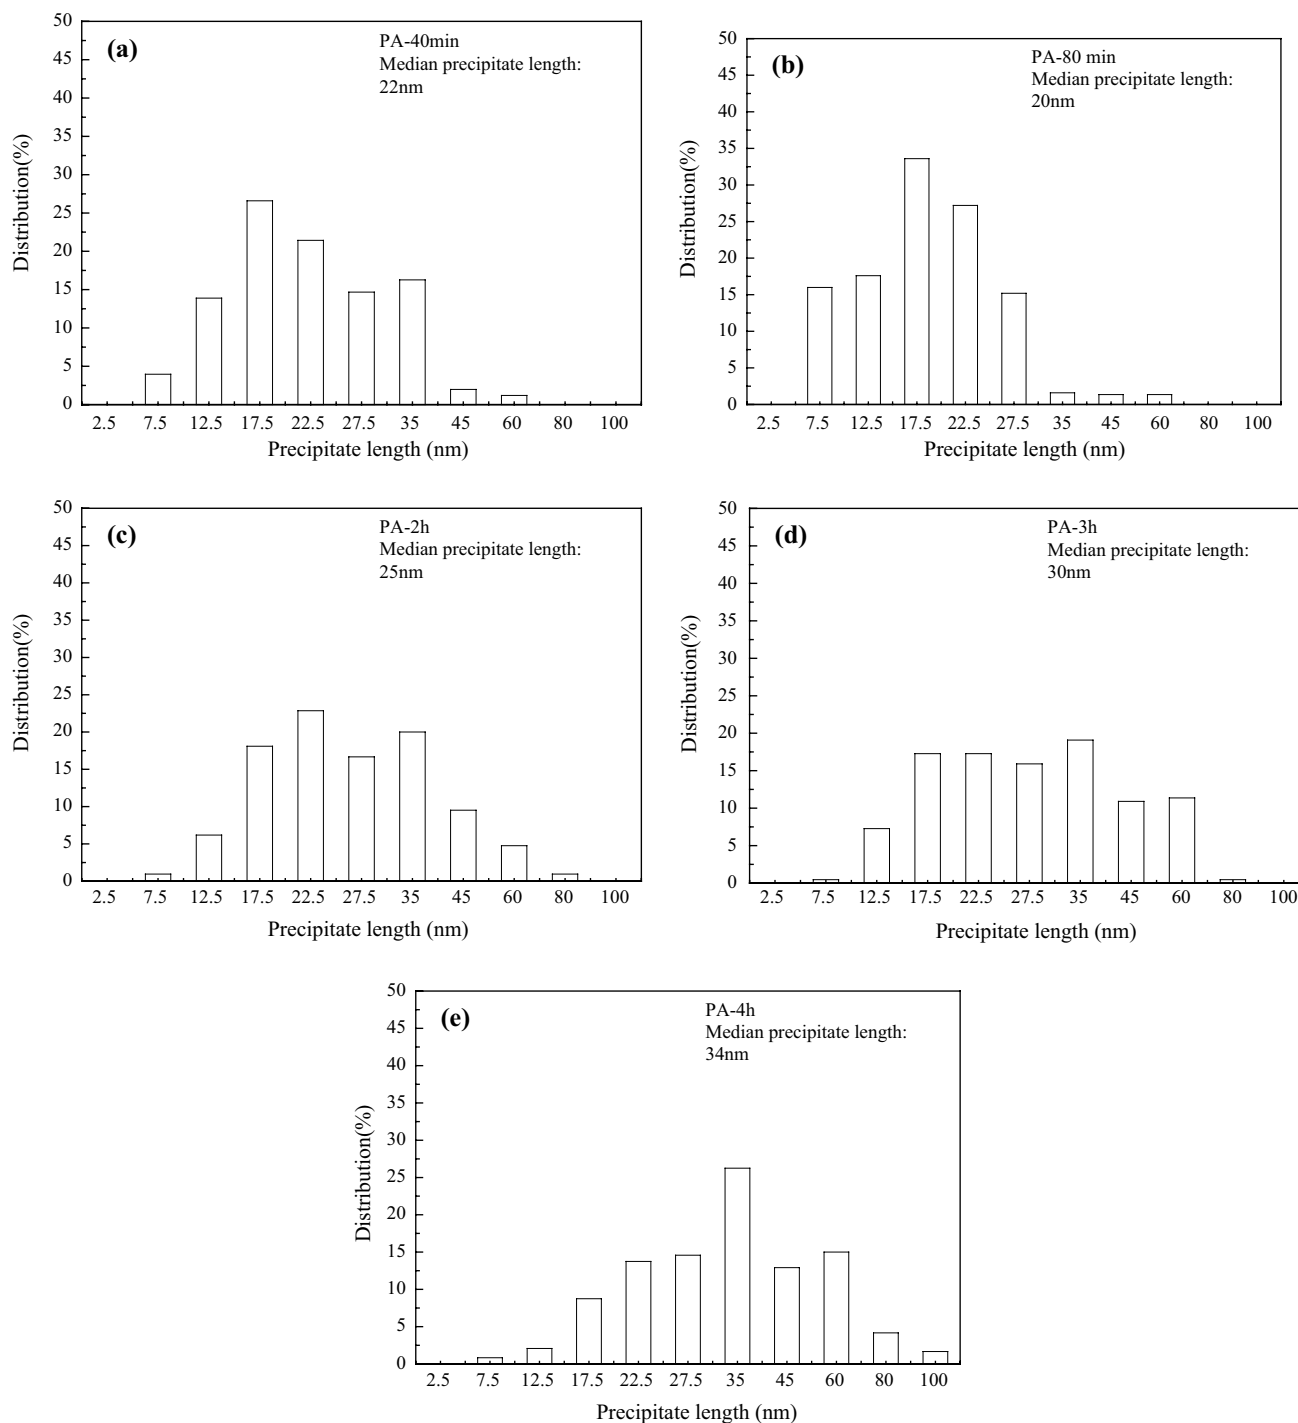 (a)
PA-40min
Median precipitate length:
22nm
50
45
40
35
30
25
20
15
10
5
0
Distribution(%)
2.5 7.5 12.5 17.5 22.5 27.5 35 45 60 80 100
Precipitate length (nm)
(b)
PA-80 min
Median precipitate length:
20nm
50
45
40
35
30
25
20
15
10
5
0
Distribution(%)
2.5 7.5 12.5 17.5 22.5 27.5 35 45 60 80 100
Precipitate length (nm)
(c)
PA-2h
Median precipitate length:
25nm
50
45
40
35
30
25
20
15
10
5
0
Distribution(%)
2.5 7.5 12.5 17.5 22.5 27.5 35 45 60 80 100
Precipitate length (nm)
(d)
PA-3h
Median precipitate length:
30nm
50
45
40
35
30
25
20
15
10
5
0
Distribution(%)
2.5 7.5 12.5 17.5 22.5 27.5 35 45 60 80 100
Precipitate length (nm)
(e)
PA-4h
Median precipitate length:
34nm
50
45
40
35
30
25
20
15
10
5
0
Distribution(%)
2.5 7.5 12.5 17.5 22.5 27.5 35 45 60 80 100
Precipitate length (nm)